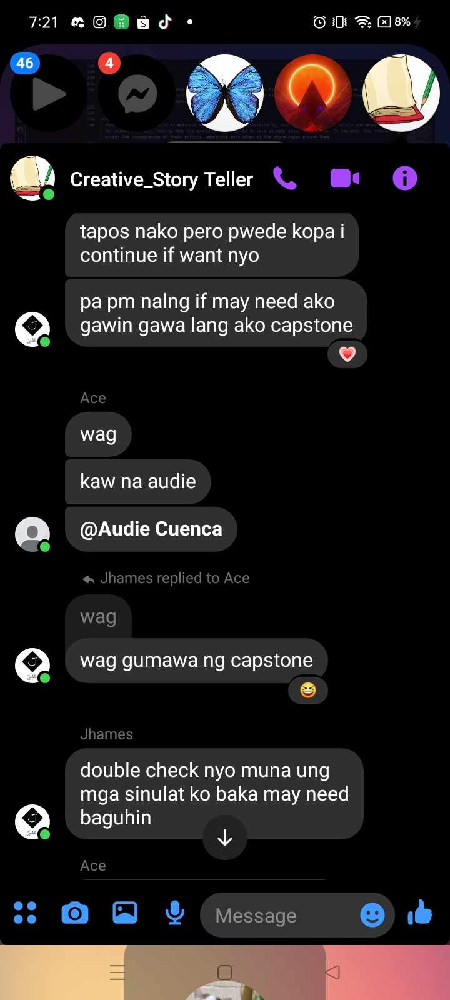 7:21
8%
46
4
Creative_Story Teller
tapos nako pero pwede kopa i
continue if want nyo
pa pm nalng if may need ako
gawin gawa lang ako capstone
Ace
wag
kaw na audie
@Audie Cuenca
Jhames replied to Ace
wag
wag gumawa ng capstone
Jhames
double check nyo muna ung
mga sinulat ko baka may need
baguhin
Ace
Message